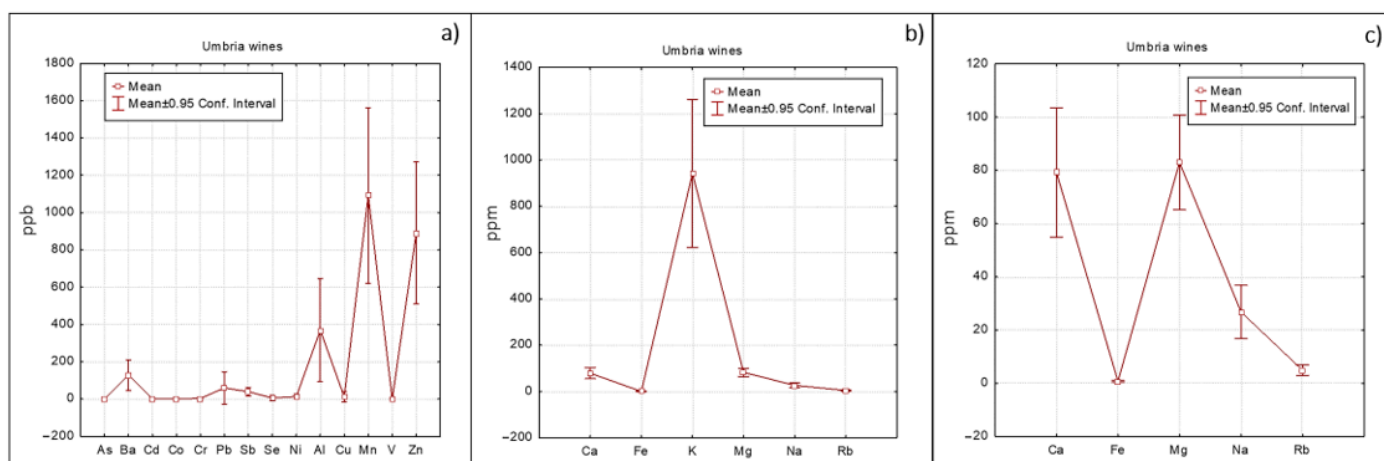 a)
Umbria wines
Mean
Mean±0.95 Conf. Interval
1800
1600
1400
1200
1000
800
600
400
200
0
−200
ppb
As Ba Cd Co Cr Pb Sb Se Ni Al Cu Mn V Zn
b)
Umbria wines
Mean
Mean±0.95 Conf. Interval
1400
1200
1000
800
600
400
200
0
−200
ppm
Ca Fe K Mg Na Rb
c)
Umbria wines
Mean
Mean±0.95 Conf. Interval
120
100
80
60
40
20
0
−20
ppm
Ca Fe Mg Na Rb